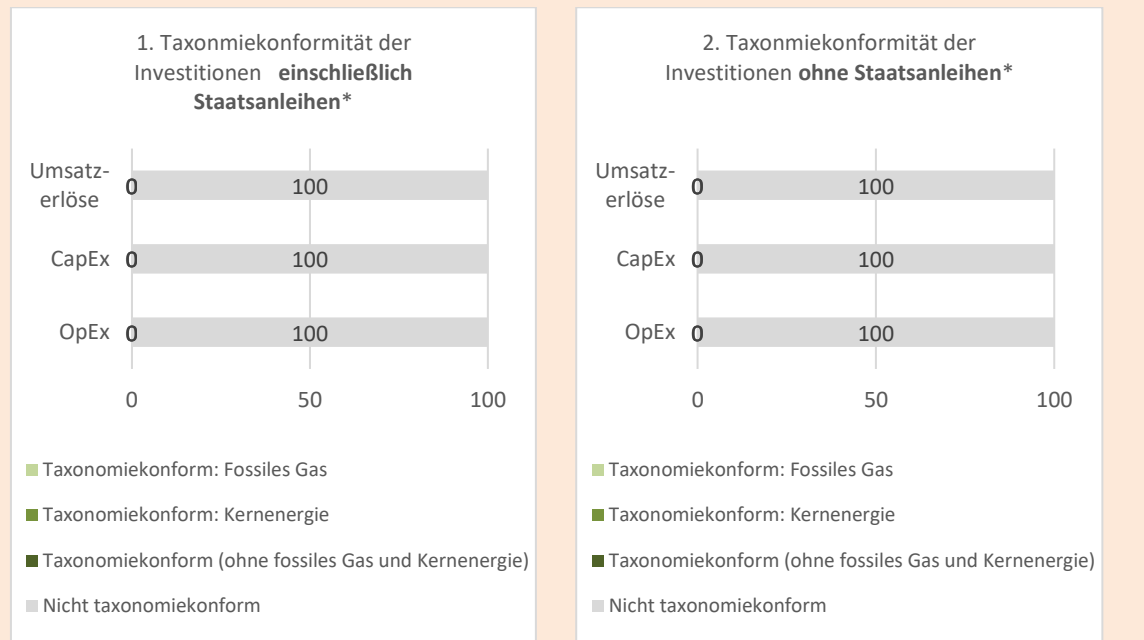 1. Taxonmiekonformität der
Investitionen einschließlich
Staatsanleihen*
Umsatz-
erlöse
0 100
CapEx 0 100
OpEx 0 100
0 50 100
Taxonomiekonform: Fossiles Gas
Taxonomiekonform: Kernenergie
Taxonomiekonform (ohne fossiles Gas und Kernenergie)
Nicht taxonomiekonform
2. Taxonmiekonformität der
Investitionen ohne Staatsanleihen*
Umsatz-
erlöse
0 100
CapEx 0 100
OpEx 0 100
0 50 100
Taxonomiekonform: Fossiles Gas
Taxonomiekonform: Kernenergie
Taxonomiekonform (ohne fossiles Gas und Kernenergie)
Nicht taxonomiekonform